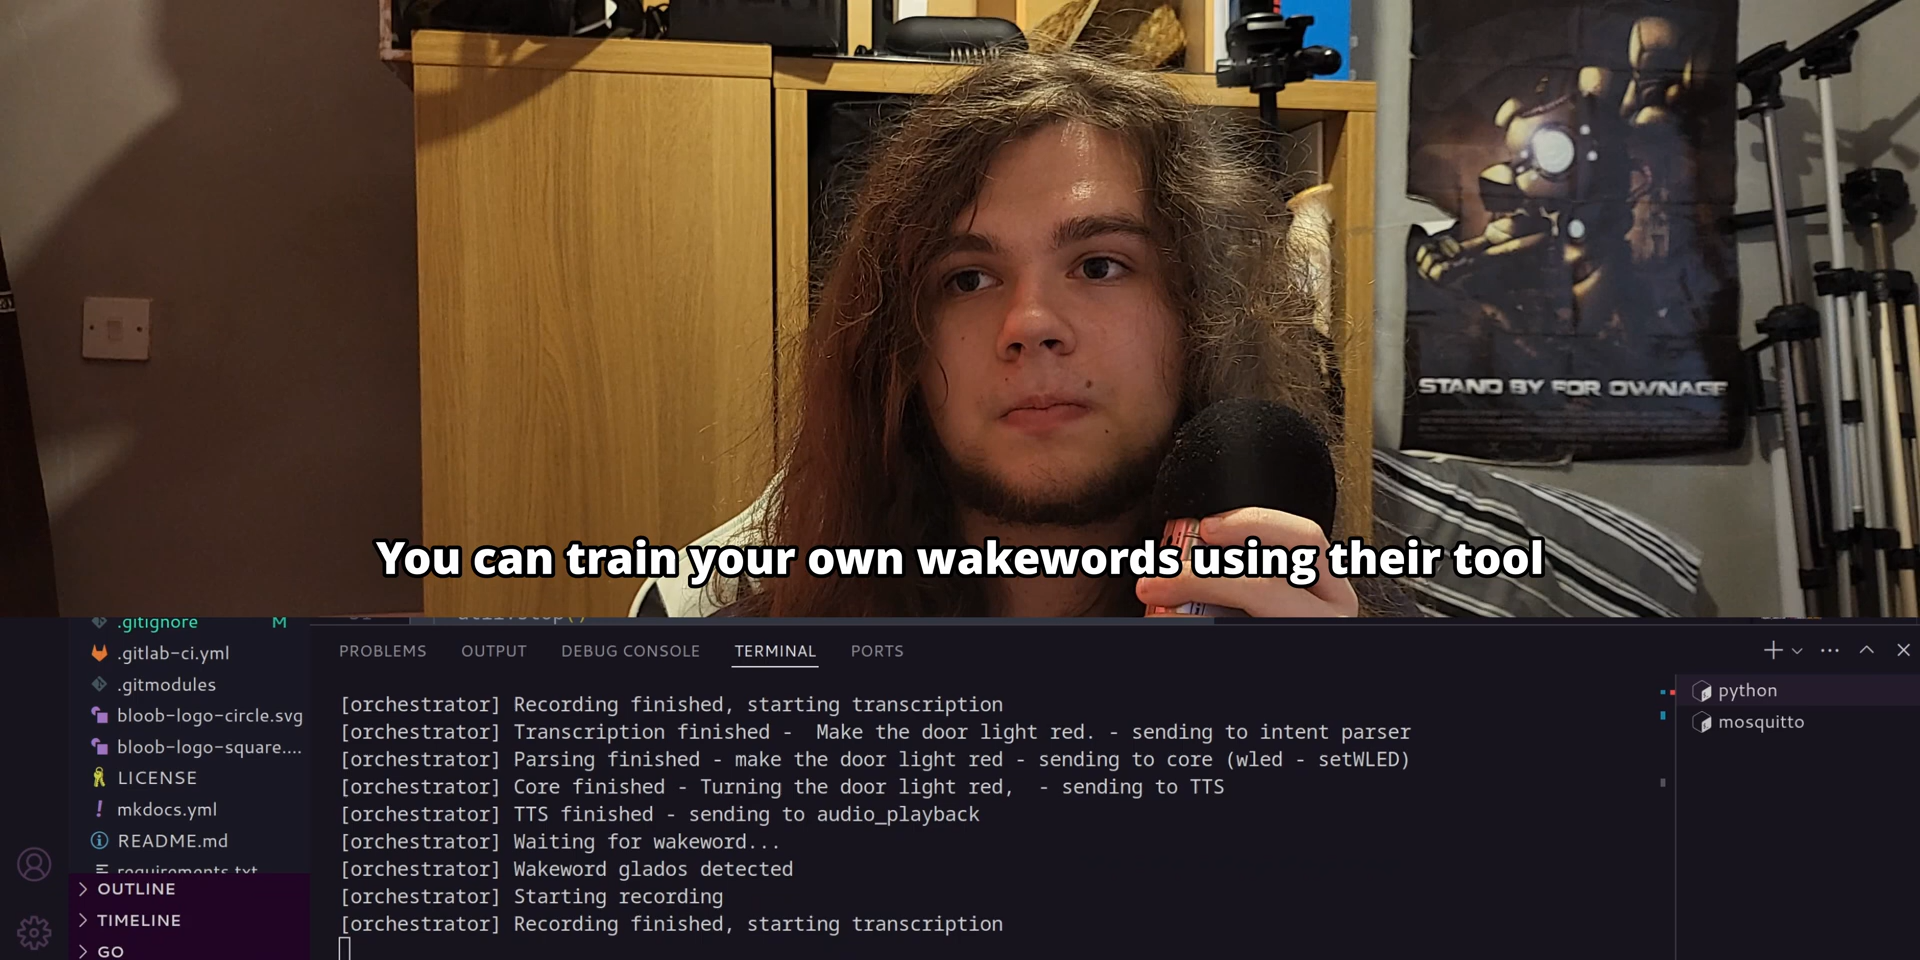 STAND BY FOR OWNAGE
You can train your own wakewords using their tool
.gitignore M
.gitlab-ci.yml
.gitmodules
bloob-logo-circle.svg
bloob-logo-square....
LICENSE
mkdocs.yml
README.md
requirements.txt
OUTLINE
TIMELINE
GO
util.stop()
PROBLEMS OUTPUT DEBUG CONSOLE TERMINAL PORTS
[orchestrator] Recording finished, starting transcription
[orchestrator] Transcription finished -  Make the door light red. - sending to intent parser
[orchestrator] Parsing finished - make the door light red - sending to core (wled - setWLED)
[orchestrator] Core finished - Turning the door light red,  - sending to TTS
[orchestrator] TTS finished - sending to audio_playback
[orchestrator] Waiting for wakeword...
[orchestrator] Wakeword glados detected
[orchestrator] Starting recording
[orchestrator] Recording finished, starting transcription
python
mosquitto